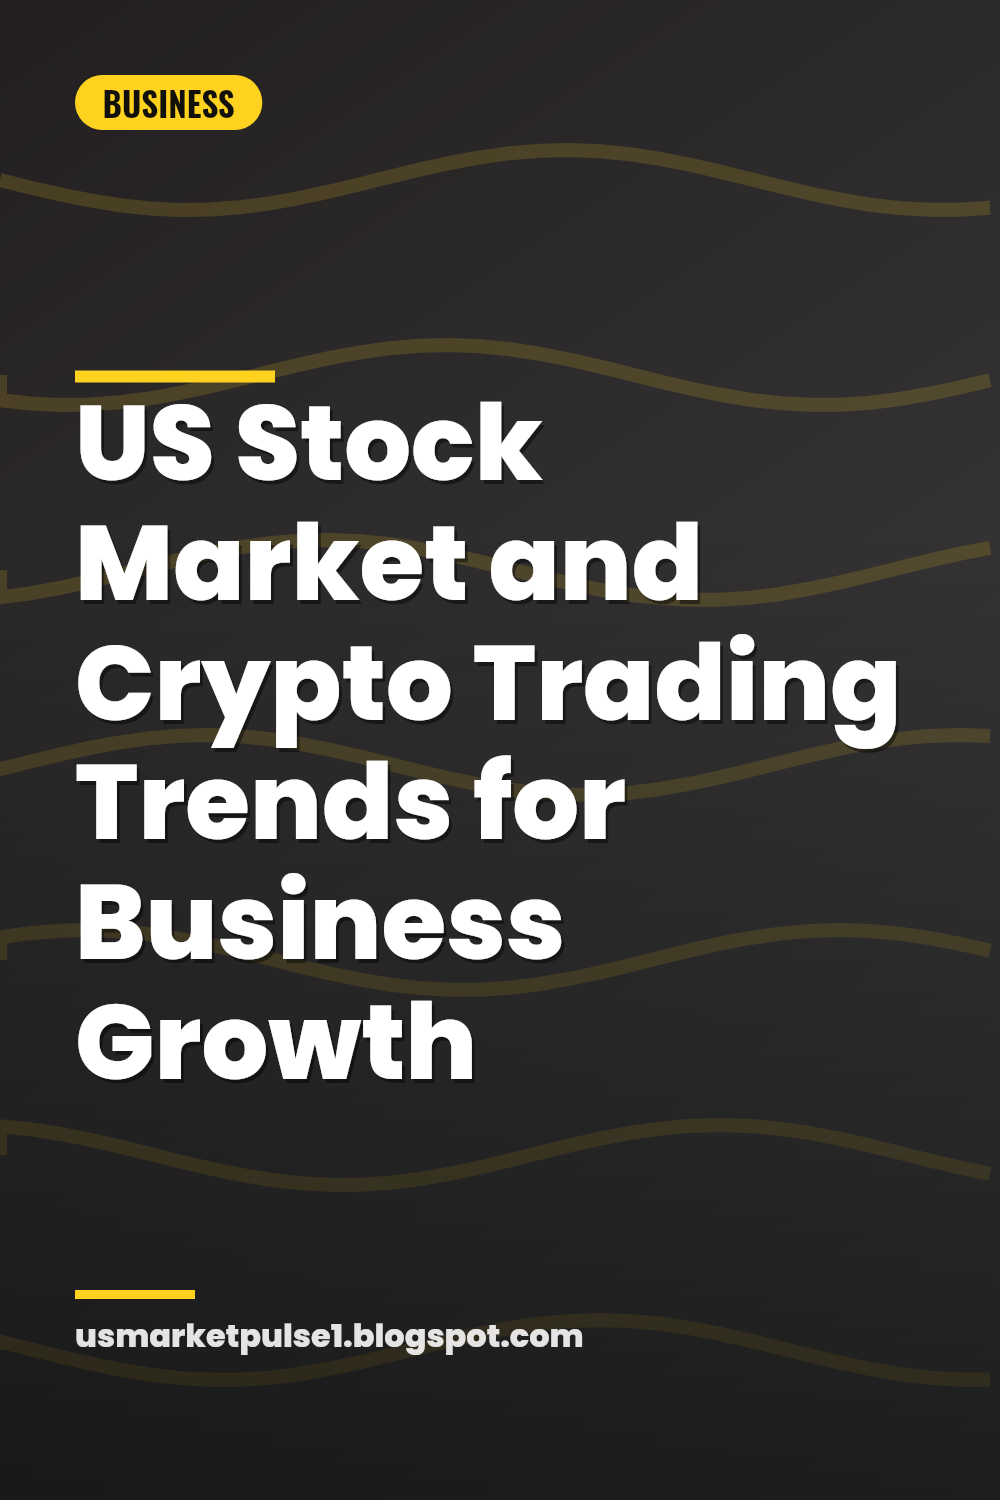 BUSINESS
US Stock
Market and
Crypto Trading
Trends for
Business
Growth
usmarketpulse1.blogspot.com